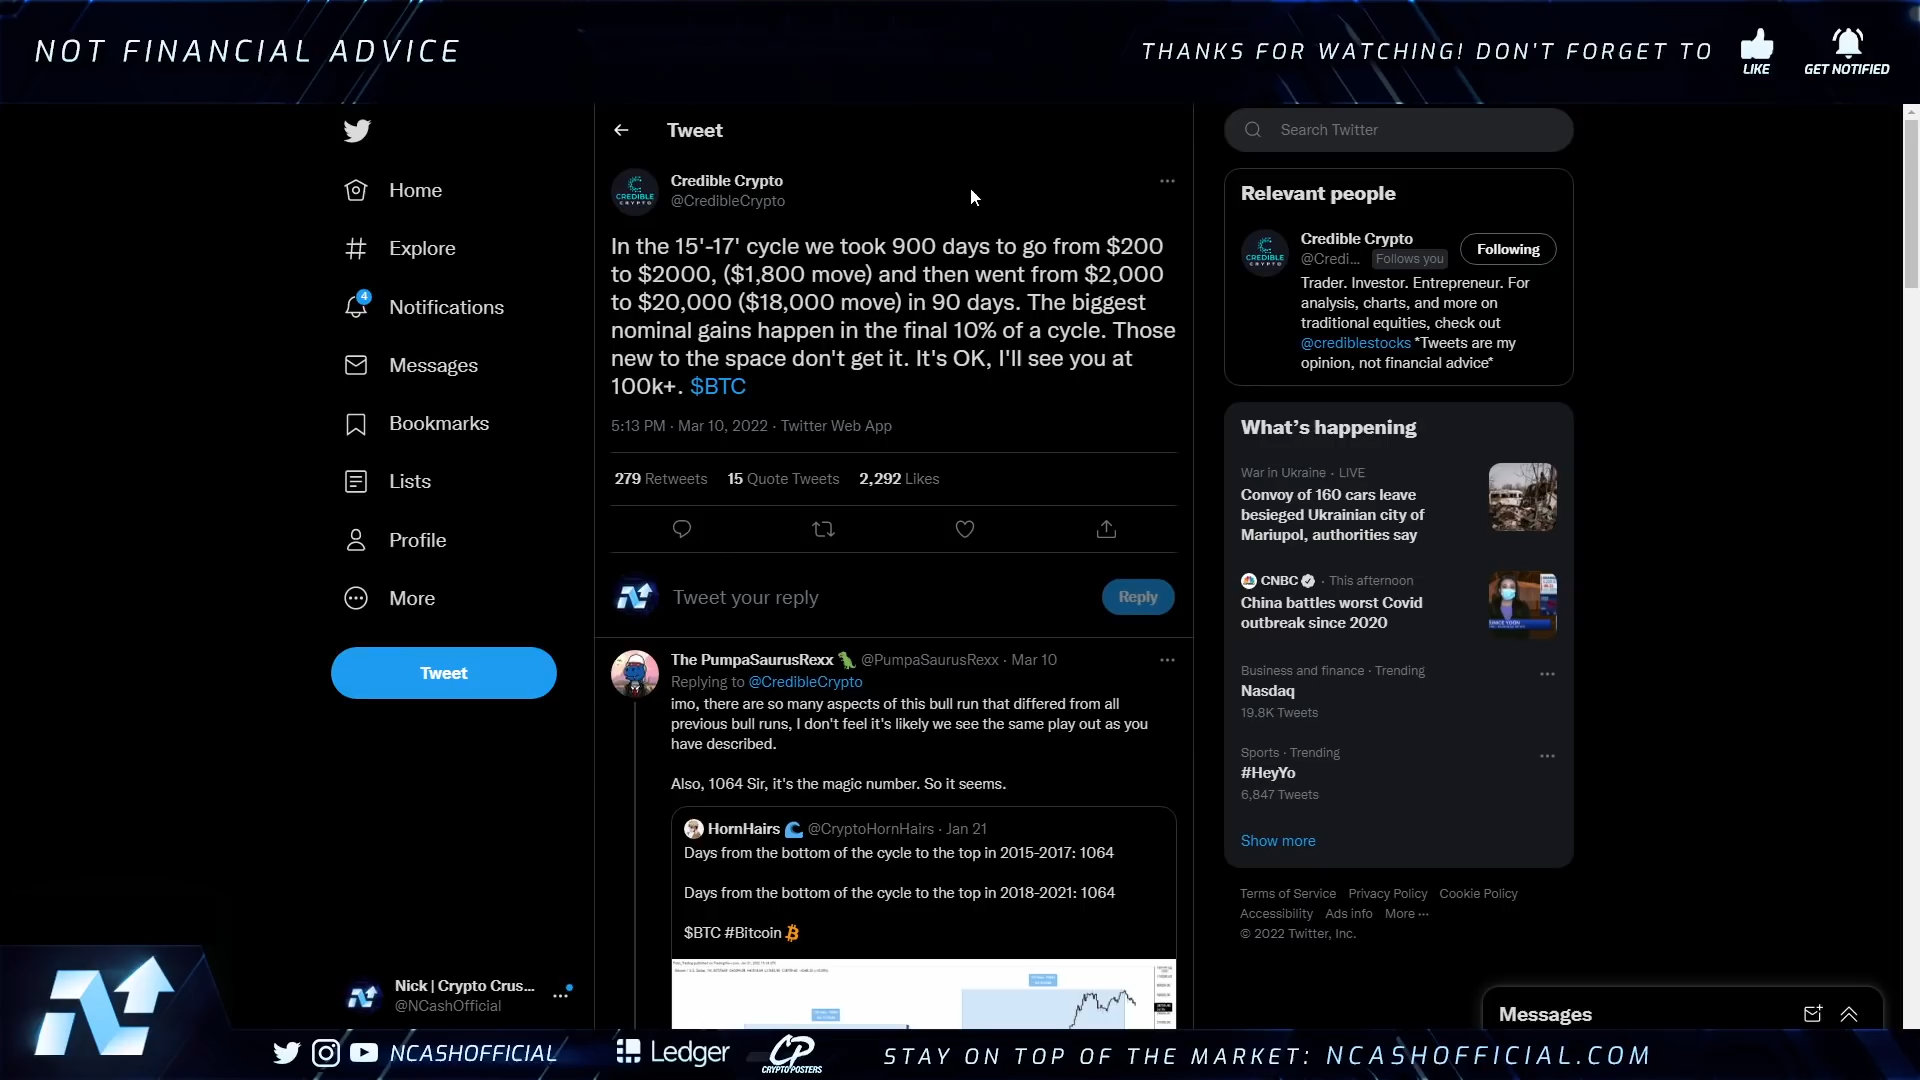 NOT FINANCIAL ADVICE
THANKS FOR WATCHING! DON'T FORGET TO
LIKE
GET NOTIFIED
Home
Explore
4
Notifications
Messages
Bookmarks
Lists
Profile
More
Tweet
Nick | Crypto Crus...
@NCashOfficial
Tweet
CREDIBLE
CRYPTO
Credible Crypto
@CredibleCrypto
In the 15'-17' cycle we took 900 days to go from $200
to $2000, ($1,800 move) and then went from $2,000
to $20,000 ($18,000 move) in 90 days. The biggest
nominal gains happen in the final 10% of a cycle. Those
new to the space don't get it. It's OK, I'll see you at
100k+. $BTC
5:13 PM · Mar 10, 2022 · Twitter Web App
279 Retweets 15 Quote Tweets 2,292 Likes
Tweet your reply
Reply
The PumpaSaurusRexx 🦖 @PumpaSaurusRexx · Mar 10
Replying to @CredibleCrypto
imo, there are so many aspects of this bull run that differed from all
previous bull runs, I don't feel it's likely we see the same play out as you
have described.
Also, 1064 Sir, it's the magic number. So it seems.
HornHairs 🌊 @CryptoHornHairs · Jan 21
Days from the bottom of the cycle to the top in 2015-2017: 1064
Days from the bottom of the cycle to the top in 2018-2021: 1064
$BTC #Bitcoin
Search Twitter
Relevant people
CREDIBLE
CRYPTO
Credible Crypto
@Credi... Follows you
Following
Trader. Investor. Entrepreneur. For
analysis, charts, and more on
traditional equities, check out
@crediblestocks *Tweets are my
opinion, not financial advice*
What's happening
War in Ukraine · LIVE
Convoy of 160 cars leave
besieged Ukrainian city of
Mariupol, authorities say
CNBC · This afternoon
China battles worst Covid
outbreak since 2020
Business and finance · Trending
Nasdaq
19.8K Tweets
Sports · Trending
#HeyYo
6,847 Tweets
Show more
Terms of Service Privacy Policy Cookie Policy
Accessibility Ads info More ···
© 2022 Twitter, Inc.
Messages
NCASHOFFICIAL
Ledger
CP
CRYPTOPOSTERS
STAY ON TOP OF THE MARKET: NCASHOFFICIAL.COM